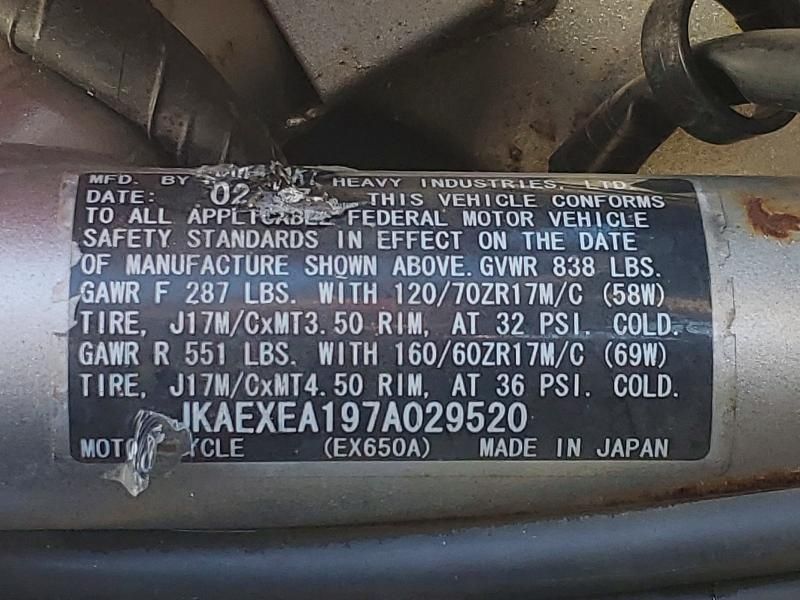 MFD. BY HEAVY INDUSTRIES, LTD
DATE: 02 THIS VEHICLE CONFORMS
TO ALL APPLICABLE FEDERAL MOTOR VEHICLE
SAFETY STANDARDS IN EFFECT ON THE DATE
OF MANUFACTURE SHOWN ABOVE. GVWR 838 LBS.
GAWR F 287 LBS. WITH 120/70ZR17M/C (58W)
TIRE, J17M/CxMT3.50 RIM, AT 32 PSI. COLD.
GAWR R 551 LBS. WITH 160/60ZR17M/C (69W)
TIRE, J17M/CxMT4.50 RIM, AT 36 PSI. COLD.
JKAEXEA197A029520
MOTORCYCLE (EX650A) MADE IN JAPAN